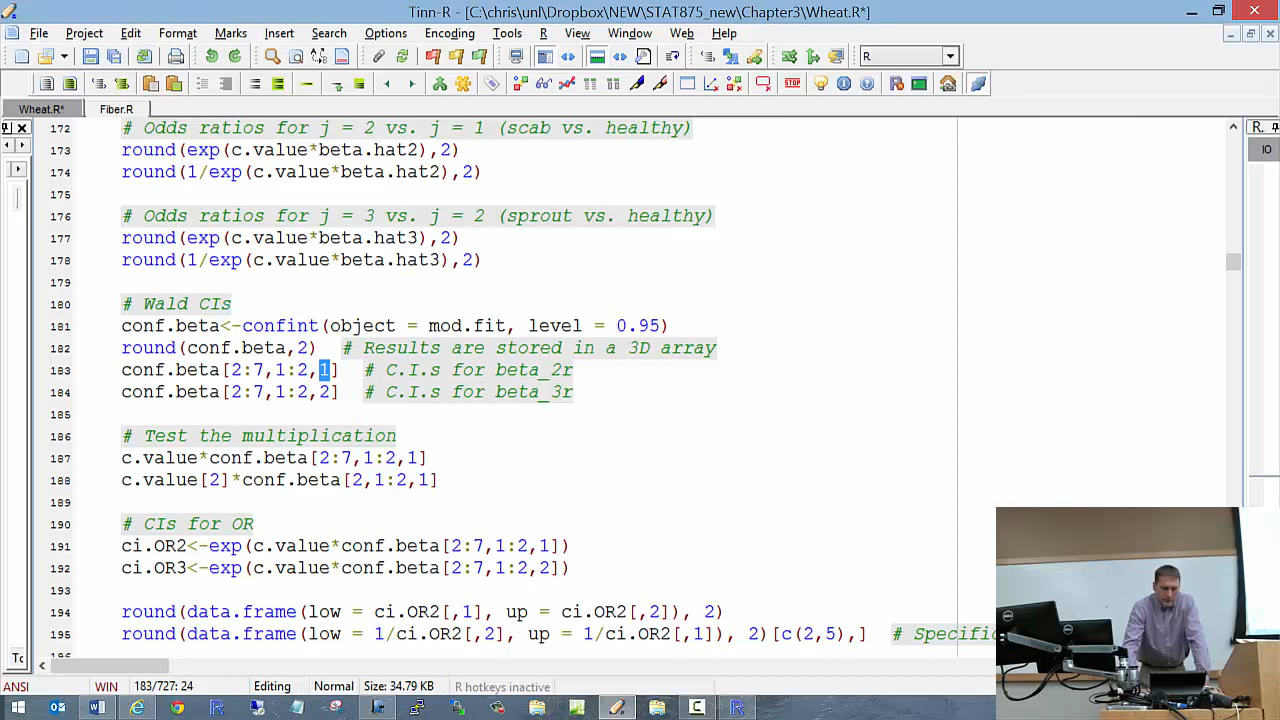 Tinn-R - [C:\chris\unl\Dropbox\NEW\STAT875_new\Chapter3\Wheat.R*]
File Project Edit Format Marks Insert Search Options Encoding Tools R View Window Web Help
R
STOP
Wheat.R* Fiber.R
R.
IO
172 # Odds ratios for j = 2 vs. j = 1 (scab vs. healthy)
173 round(exp(c.value*beta.hat2),2)
174 round(1/exp(c.value*beta.hat2),2)
175
176 # Odds ratios for j = 3 vs. j = 2 (sprout vs. healthy)
177 round(exp(c.value*beta.hat3),2)
178 round(1/exp(c.value*beta.hat3),2)
179
180 # Wald CIs
181 conf.beta<-confint(object = mod.fit, level = 0.95)
182 round(conf.beta,2) # Results are stored in a 3D array
183 conf.beta[2:7,1:2,1] # C.I.s for beta_2r
184 conf.beta[2:7,1:2,2] # C.I.s for beta_3r
185
186 # Test the multiplication
187 c.value*conf.beta[2:7,1:2,1]
188 c.value[2]*conf.beta[2,1:2,1]
189
190 # CIs for OR
191 ci.OR2<-exp(c.value*conf.beta[2:7,1:2,1])
192 ci.OR3<-exp(c.value*conf.beta[2:7,1:2,2])
193
194 round(data.frame(low = ci.OR2[,1], up = ci.OR2[,2]), 2)
195 round(data.frame(low = 1/ci.OR2[,2], up = 1/ci.OR2[,1]), 2)[c(2,5),] # Specific
Tc
ANSI WIN 183/727: 24 Editing Normal Size: 34.79 KB R hotkeys inactive